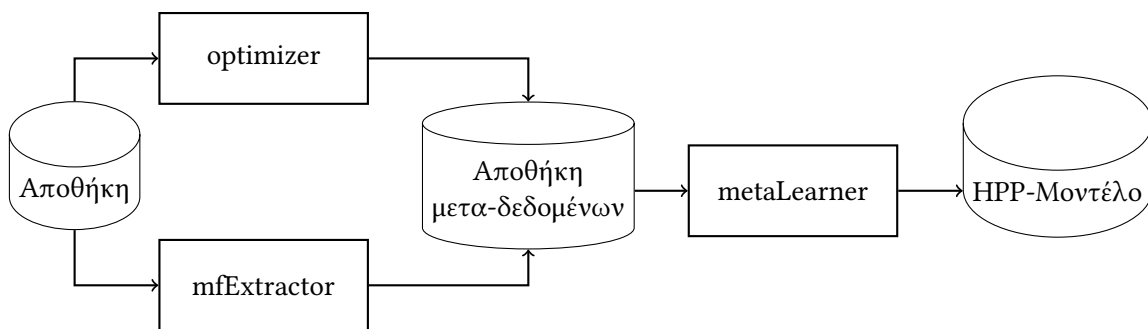 optimizer
Αποθήκη
Αποθήκη
μετα-δεδομένων
metaLearner
HPP-Μοντέλο
mfExtractor